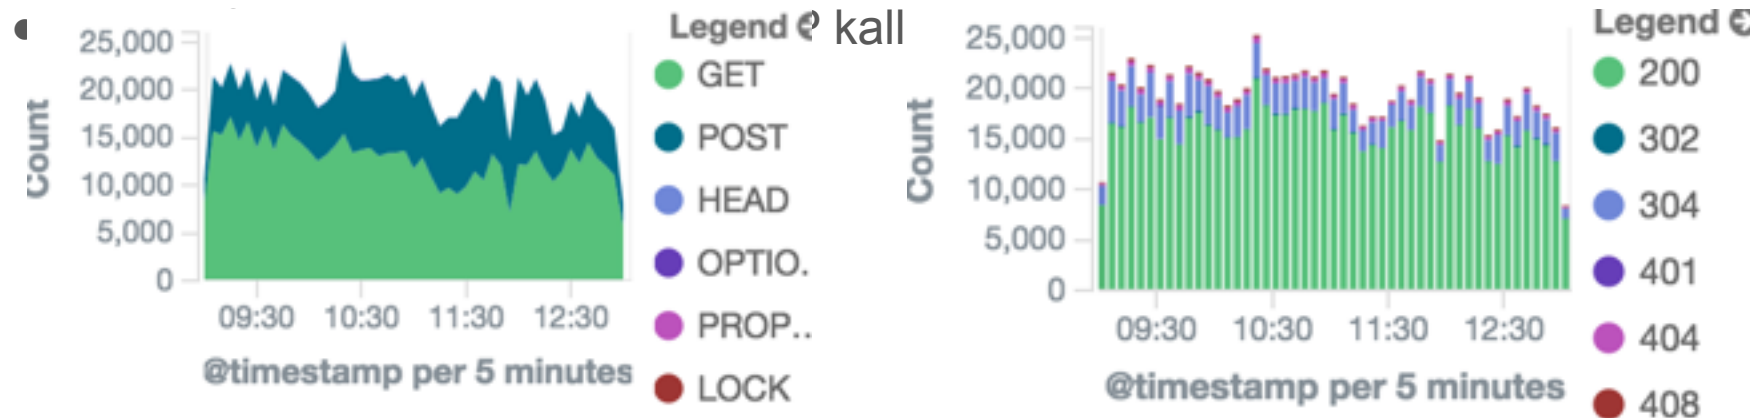 Legend
25,000
20,000
15,000
10,000
5,000
0
Count
09:30 10:30 11:30 12:30
@timestamp per 5 minutes
GET
POST
HEAD
OPTIO.
PROP..
LOCK
kall
Legend
25,000
20,000
15,000
10,000
5,000
0
Count
09:30 10:30 11:30 12:30
@timestamp per 5 minutes
200
302
304
401
404
408